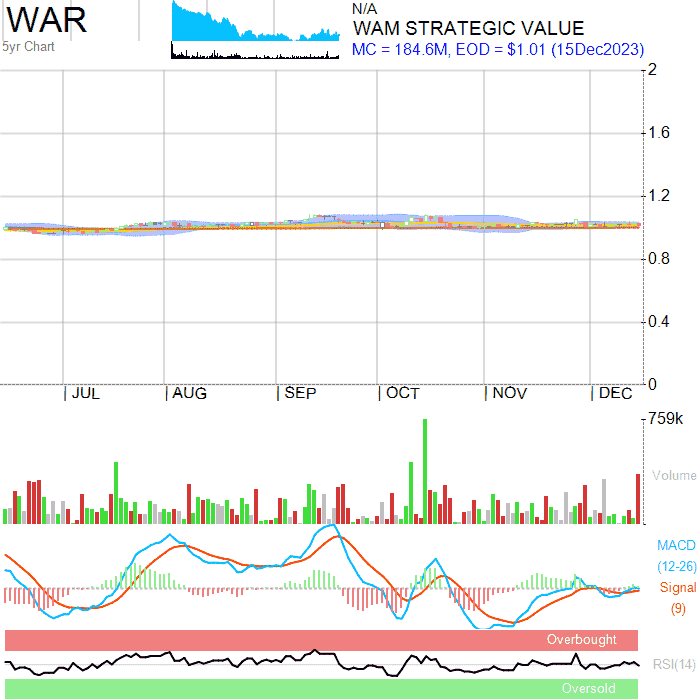 WAR
5yr Chart
N/A
WAM STRATEGIC VALUE
MC = 184.6M, EOD = $1.01 (15Dec2023)
2
1.6
1.2
0.8
0.4
0
JUL AUG SEP OCT NOV DEC
759k
Volume
MACD
(12-26)
Signal
(9)
Overbought
RSI(14)
Oversold